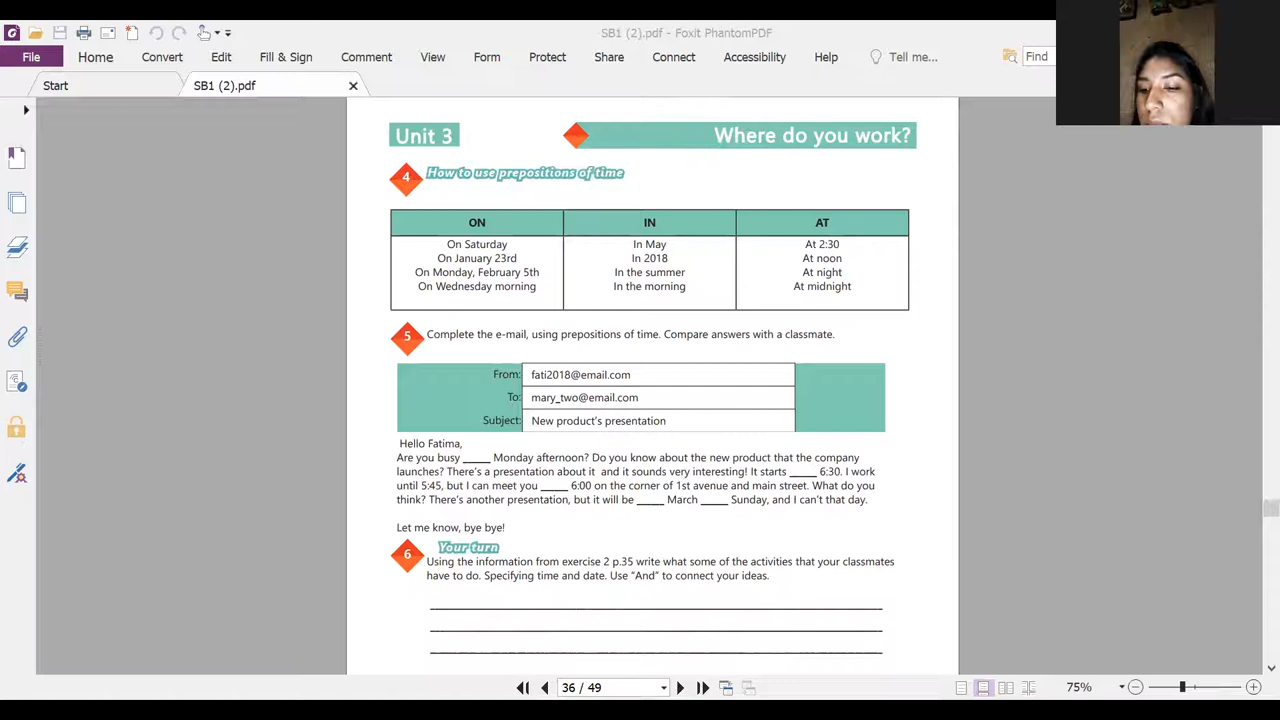 SB1 (2).pdf - Foxit PhantomPDF
File Home Convert Edit Fill & Sign Comment View Form Protect Share Connect Accessibility Help Tell me... Find
Start SB1 (2).pdf
Unit 3 Where do you work?
4 How to use prepositions of time
ON IN AT
On Saturday In May At 2:30
On January 23rd In 2018 At noon
On Monday, February 5th In the summer At night
On Wednesday morning In the morning At midnight
5 Complete the e-mail, using prepositions of time. Compare answers with a classmate.
From: fati2018@email.com
To: mary_two@email.com
Subject: New product's presentation
Hello Fatima,
Are you busy _____ Monday afternoon? Do you know about the new product that the company
launches? There's a presentation about it and it sounds very interesting! It starts _____ 6:30. I work
until 5:45, but I can meet you _____ 6:00 on the corner of 1st avenue and main street. What do you
think? There's another presentation, but it will be _____ March _____ Sunday, and I can't that day.
Let me know, bye bye!
6 Your turn
Using the information from exercise 2 p.35 write what some of the activities that your classmates
have to do. Specifying time and date. Use “And” to connect your ideas.
36 / 49 75%